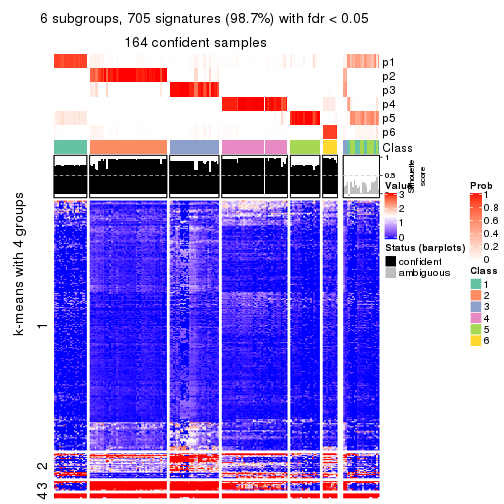 6 subgroups, 705 signatures (98.7%) with fdr < 0.05
164 confident samples
p1
p2
p3
p4
p5
p6
Class
1
0.5
0
Silhouette
score
k-means with 4 groups
1
2
3
4
Value
3
2
1
0
Status (barplots)
confident
ambiguous
Prob
1
0.8
0.6
0.4
0.2
0
Class
1
2
3
4
5
6